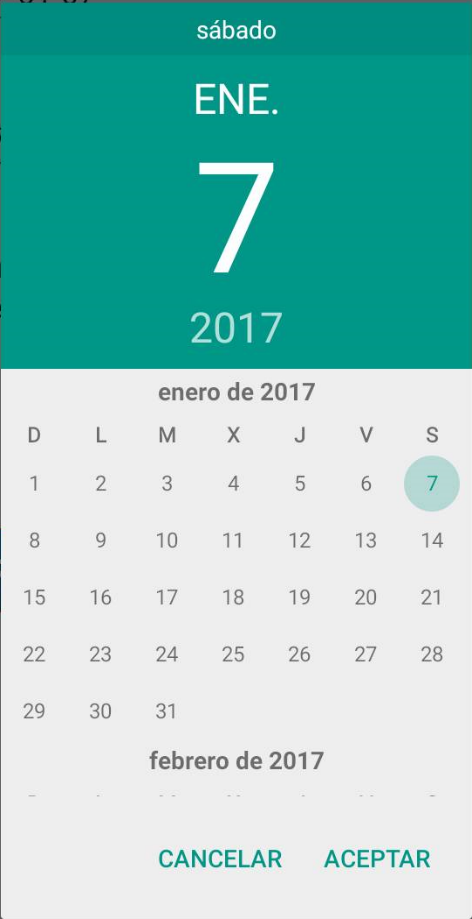 sábado
ENE.
7
2017
enero de 2017
D L M X J V S
1 2 3 4 5 6 7
8 9 10 11 12 13 14
15 16 17 18 19 20 21
22 23 24 25 26 27 28
29 30 31
febrero de 2017
CANCELAR ACEPTAR